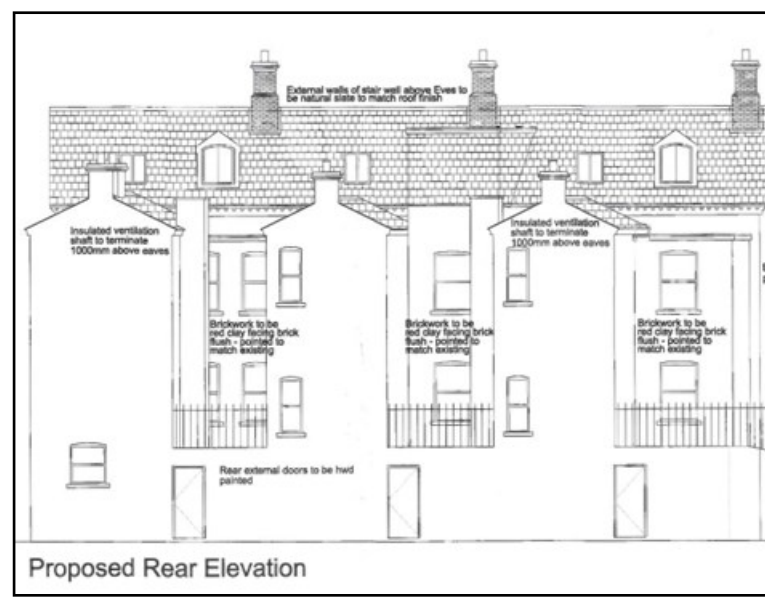 External walls of stair well above Eves to
be natural slate to match roof finish
Insulated ventilation
shaft to terminate
1000mm above eaves
Insulated ventilation
shaft to terminate
1000mm above eaves
Brickwork to be
red clay facing brick
flush - pointed to
match existing
Brickwork to be
red clay facing brick
flush - pointed to
match existing
Brickwork to be
red clay facing brick
flush - pointed to
match existing
Rear external doors to be hwd
painted
Proposed Rear Elevation